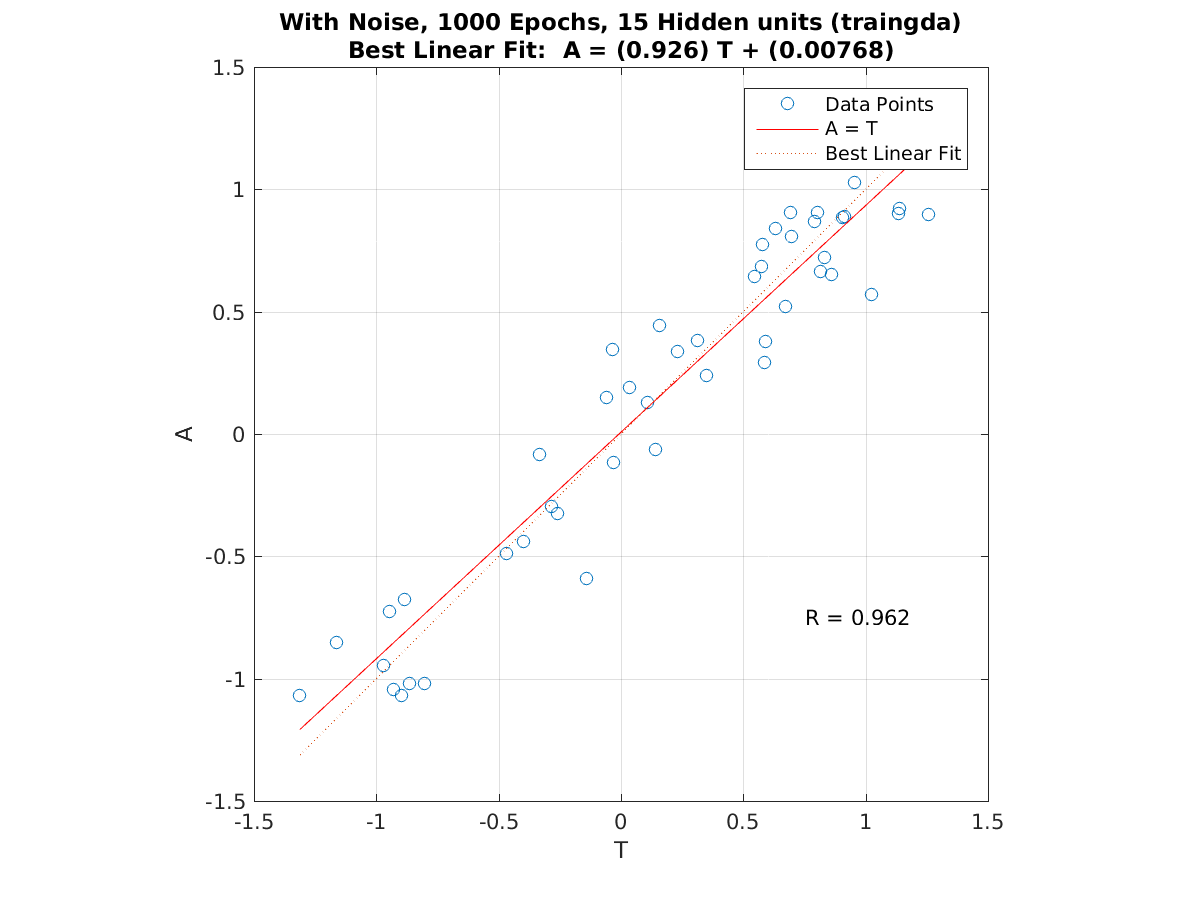 With Noise, 1000 Epochs, 15 Hidden units (traingda)
Best Linear Fit:  A = (0.926) T + (0.00768)
1.5
Data Points
A = T
Best Linear Fit
1
0.5
A
0
-0.5
R = 0.962
-1
-1.5
-1.5 -1 -0.5 0 0.5 1 1.5
T